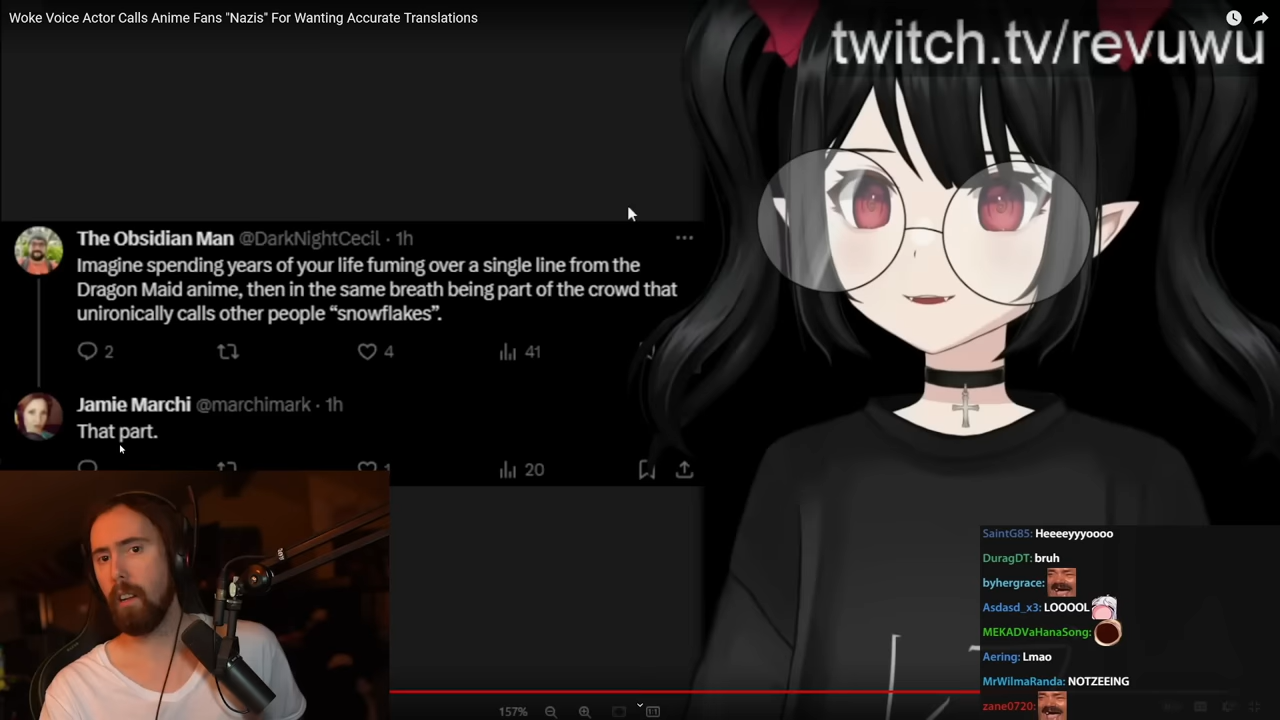 Woke Voice Actor Calls Anime Fans "Nazis" For Wanting Accurate Translations
twitch.tv/revuwu
The Obsidian Man @DarkNightCecil · 1h
Imagine spending years of your life fuming over a single line from the
Dragon Maid anime, then in the same breath being part of the crowd that
unironically calls other people “snowflakes”.
2 4 41
Jamie Marchi @marchimark · 1h
That part.
1 20
SaintG85: Heeeeyyyoooo
DuragDT: bruh
byhergrace:
Asdasd_x3: LOOOOL
MEKADVaHanaSong:
Aering: Lmao
MrWilmaRanda: NOTZEEING
zane0720:
157% 1:1